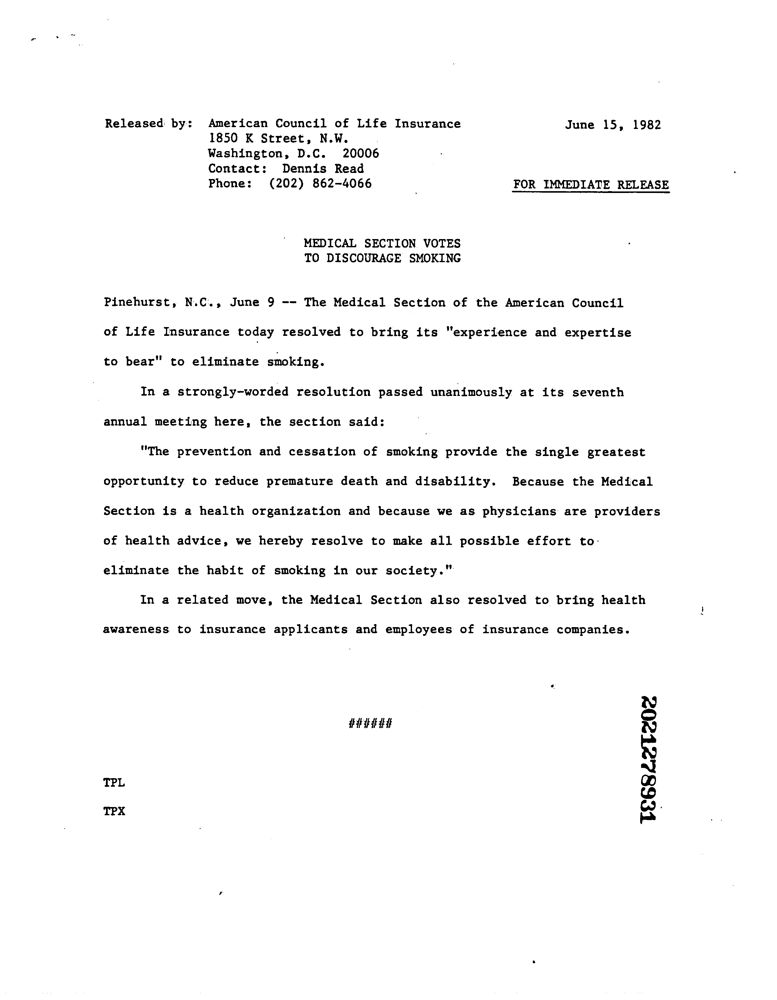 Released by: American Council of Life Insurance June 15, 1982
1850 K Street, N.W.
Washington, D.C. 20006
Contact: Dennis Read
Phone: (202) 862-4066 FOR IMMEDIATE RELEASE
MEDICAL SECTION VOTES
TO DISCOURAGE SMOKING
Pinehurst, N.C., June 9 -- The Medical Section of the American Council
of Life Insurance today resolved to bring its "experience and expertise
to bear" to eliminate smoking.
In a strongly-worded resolution passed unanimously at its seventh
annual meeting here, the section said:
"The prevention and cessation of smoking provide the single greatest
opportunity to reduce premature death and disability. Because the Medical
Section is a health organization and because we as physicians are providers
of health advice, we hereby resolve to make all possible effort to
eliminate the habit of smoking in our society."
In a related move, the Medical Section also resolved to bring health
awareness to insurance applicants and employees of insurance companies.
######
TPL
TPX
2021278931